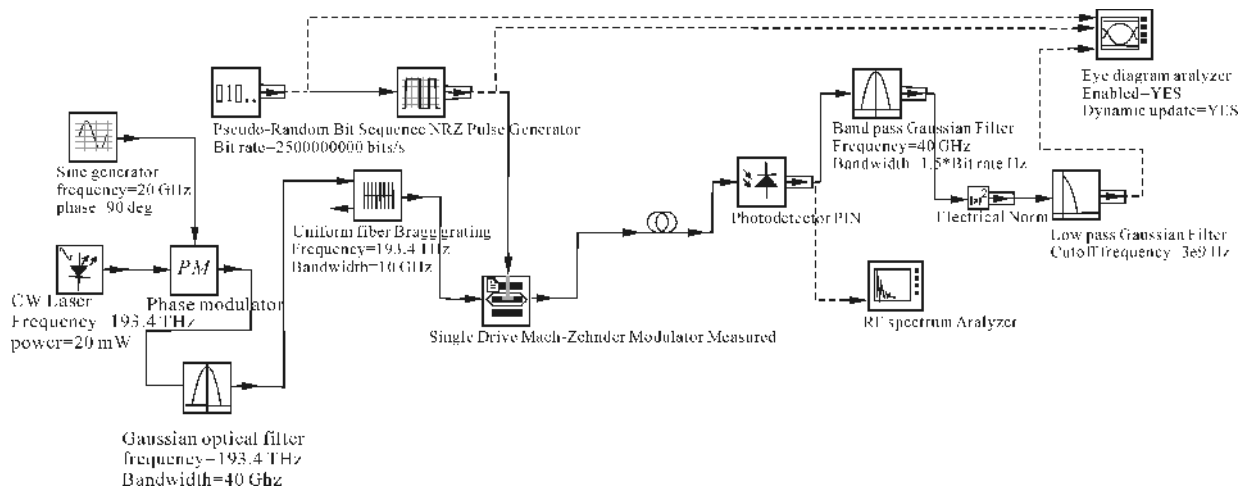 010..
Pseudo-Random Bit Sequence NRZ Pulse Generator
Bit rate=2500000000 bits/s
Sine generator
frequency=20 GHz
phase 90 deg
Uniform fiber Bragg grating
Frequency=193.4 THz
Bandwidth=10 GHz
CW Laser
Frequency 193.4 THz
power=20 mW
PM
Phase modulator
Gaussian optical filter
frequency=193.4 THz
Bandwidth=40 Ghz
Single Drive Mach-Zehnder Modulator Measured
Photodetector PIN
RF spectrum Analyzer
Band pass Gaussian Filter
Frequency=40 GHz
Bandwidth 1.5*Bit rate Hz
|x|²
Electrical Norm
Low pass Gaussian Filter
Cutoff frequency 3e9 Hz
Eye diagram analyzer
Enabled=YES
Dynamic update=YES